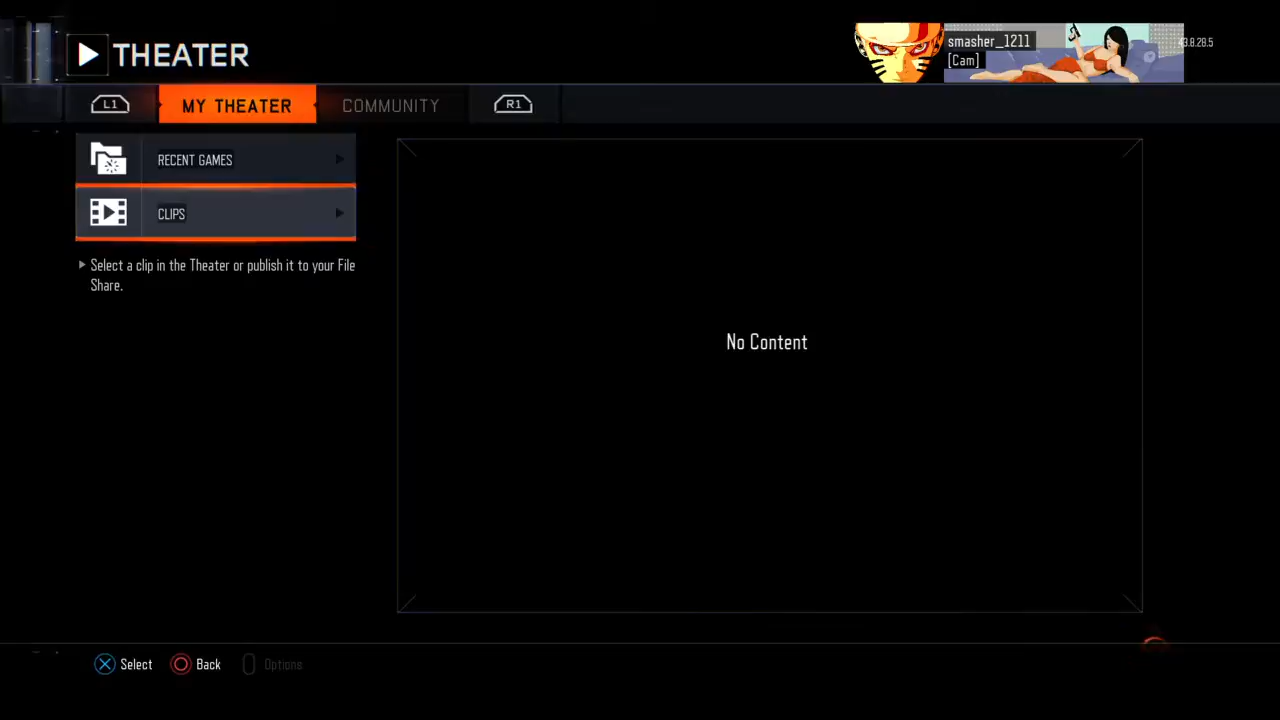 THEATER
smasher_1211
[Cam]
L1
MY THEATER
COMMUNITY
R1
RECENT GAMES
CLIPS
Select a clip in the Theater or publish it to your File
Share.
No Content
Select
Back
Options